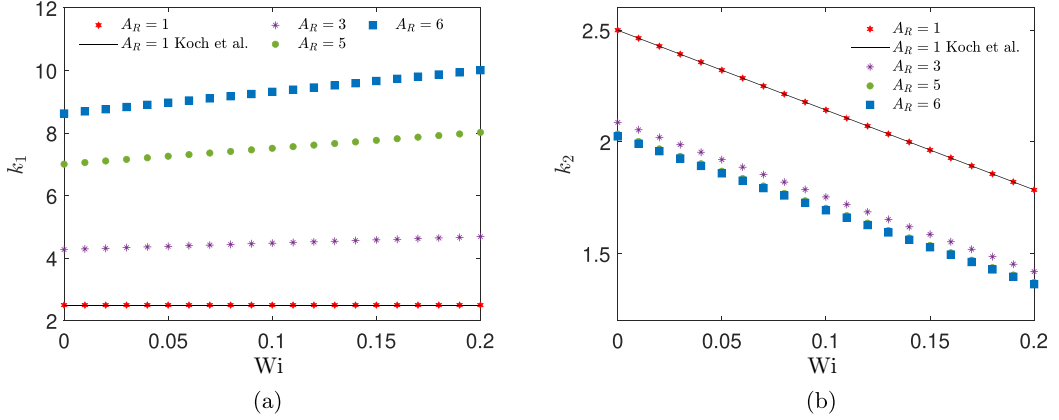 12
10
8
6
4
2
k₁
0
0.05
0.1
0.15
0.2
Wi
A_R = 1
A_R = 1 Koch et al.
A_R = 3
A_R = 5
A_R = 6
(a)
2.5
2
1.5
k₂
0
0.05
0.1
0.15
0.2
Wi
A_R = 1
A_R = 1 Koch et al.
A_R = 3
A_R = 5
A_R = 6
(b)